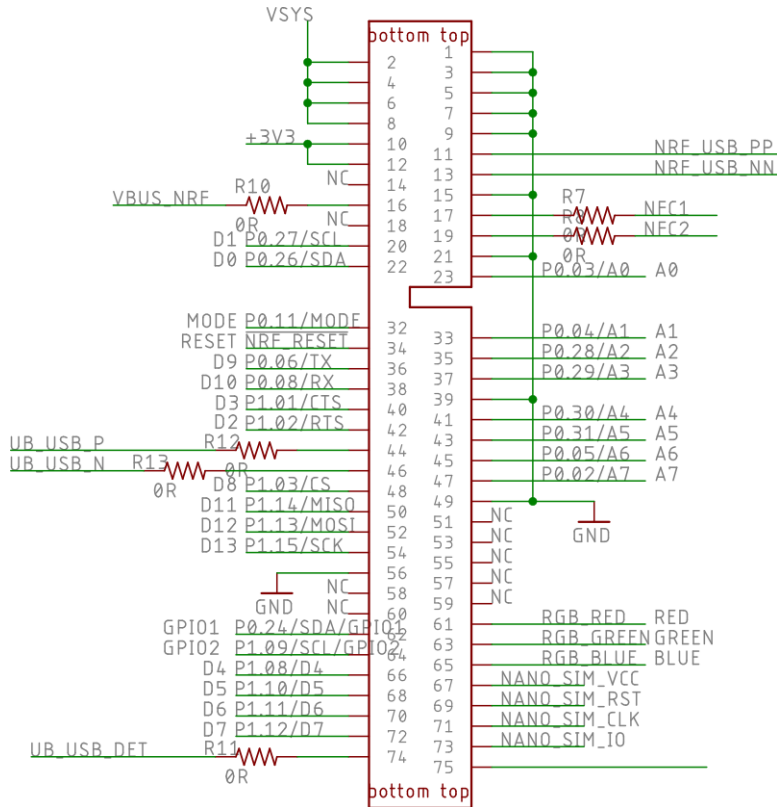 VSYS
bottom top
1
2
3
4
5
6
7
8
9
+3V3
10
11
NRF_USB_PP
12
13
NRF_USB_NN
NC
14
15
VBUS_NRF
R10
0R
16
17
R7
0R
NFC1
NC
18
19
R8
0R
NFC2
D1 P0.27/SCL
20
21
D0 P0.26/SDA
22
23
P0.03/A0 A0
MODE P0.11/MODE
32
33
P0.04/A1 A1
RESET NRF_RESET
34
35
P0.28/A2 A2
D9 P0.06/TX
36
37
P0.29/A3 A3
D10 P0.08/RX
38
39
D3 P1.01/CTS
40
41
P0.30/A4 A4
D2 P1.02/RTS
42
43
P0.31/A5 A5
UB_USB_P
R12
0R
44
45
P0.05/A6 A6
UB_USB_N
R13
0R
46
47
P0.02/A7 A7
D8 P1.03/CS
48
49
GND
D11 P1.14/MISO
50
51
NC
D12 P1.13/MOSI
52
53
NC
D13 P1.15/SCK
54
55
NC
56
GND
57
NC
NC
58
59
NC
NC
60
61
RGB_RED RED
GPIO1 P0.24/SDA/GPIO1
62
63
RGB_GREEN GREEN
GPIO2 P1.09/SCL/GPIO2
64
65
RGB_BLUE BLUE
D4 P1.08/D4
66
67
NANO_SIM_VCC
D5 P1.10/D5
68
69
NANO_SIM_RST
D6 P1.11/D6
70
71
NANO_SIM_CLK
D7 P1.12/D7
72
73
NANO_SIM_IO
UB_USB_DET
R11
0R
74
75
bottom top